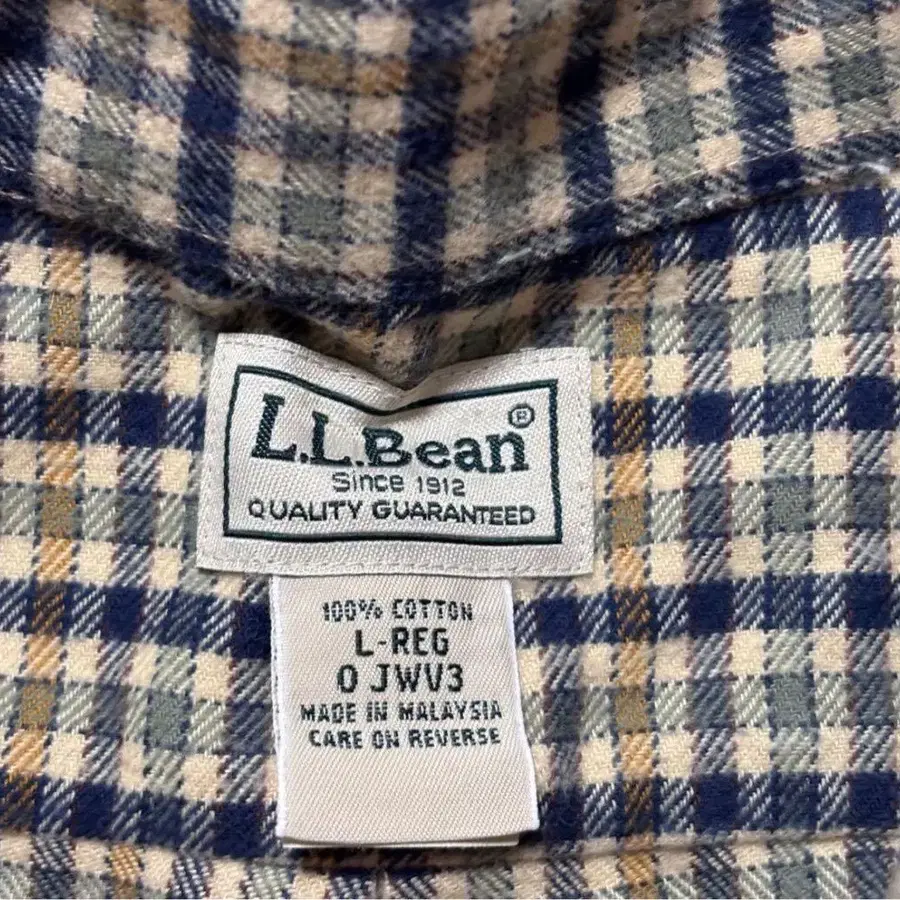 L.L.Bean®
Since 1912
QUALITY GUARANTEED
100% COTTON
L-REG
0 JWV3
MADE IN MALAYSIA
CARE ON REVERSE